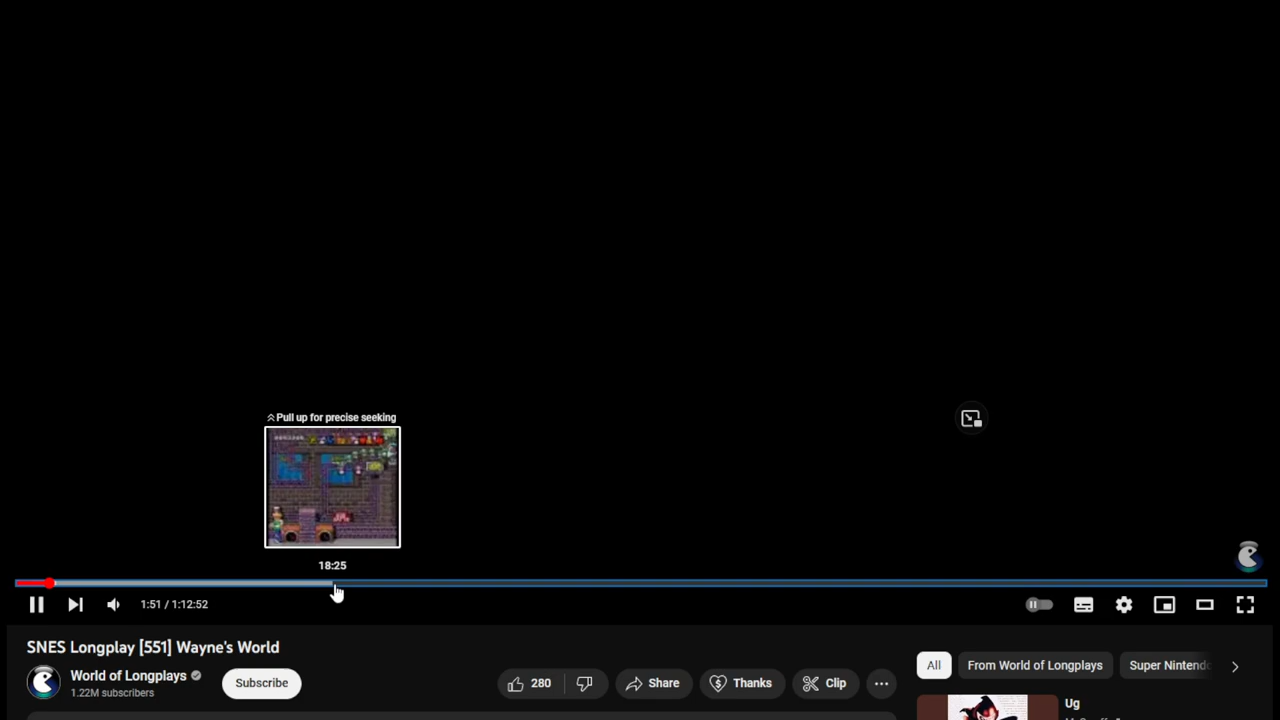 Pull up for precise seeking
18:25
1:51 / 1:12:52
SNES Longplay [551] Wayne's World
World of Longplays
1.22M subscribers
Subscribe
280
Share
Thanks
Clip
All
From World of Longplays
Super Nintendo
Ug